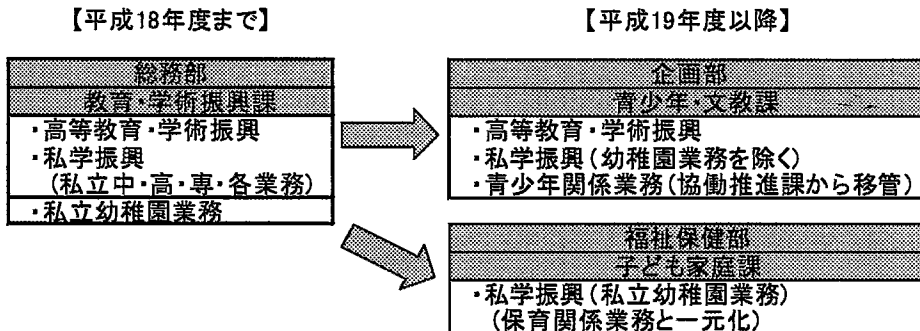 【平成18年度まで】
【平成19年度以降】
総務部
教育・学術振興課
・高等教育・学術振興
・私学振興
(私立中・高・専・各業務)
・私立幼稚園業務
企画部
青少年・文教課
・高等教育・学術振興
・私学振興(幼稚園業務を除く)
・青少年関係業務(協働推進課から移管)
福祉保健部
子ども家庭課
・私学振興(私立幼稚園業務)
(保育関係業務と一元化)